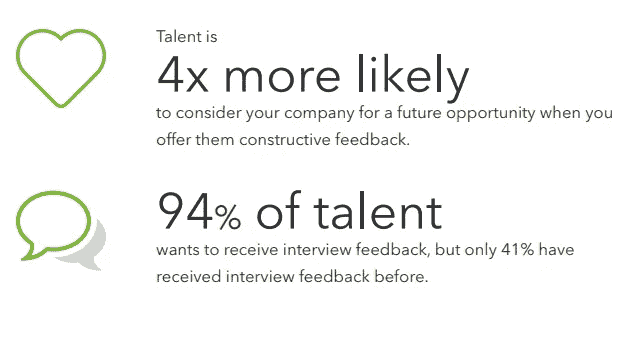 Talent is
4x more likely
to consider your company for a future opportunity when you
offer them constructive feedback.
94% of talent
wants to receive interview feedback, but only 41% have
received interview feedback before.